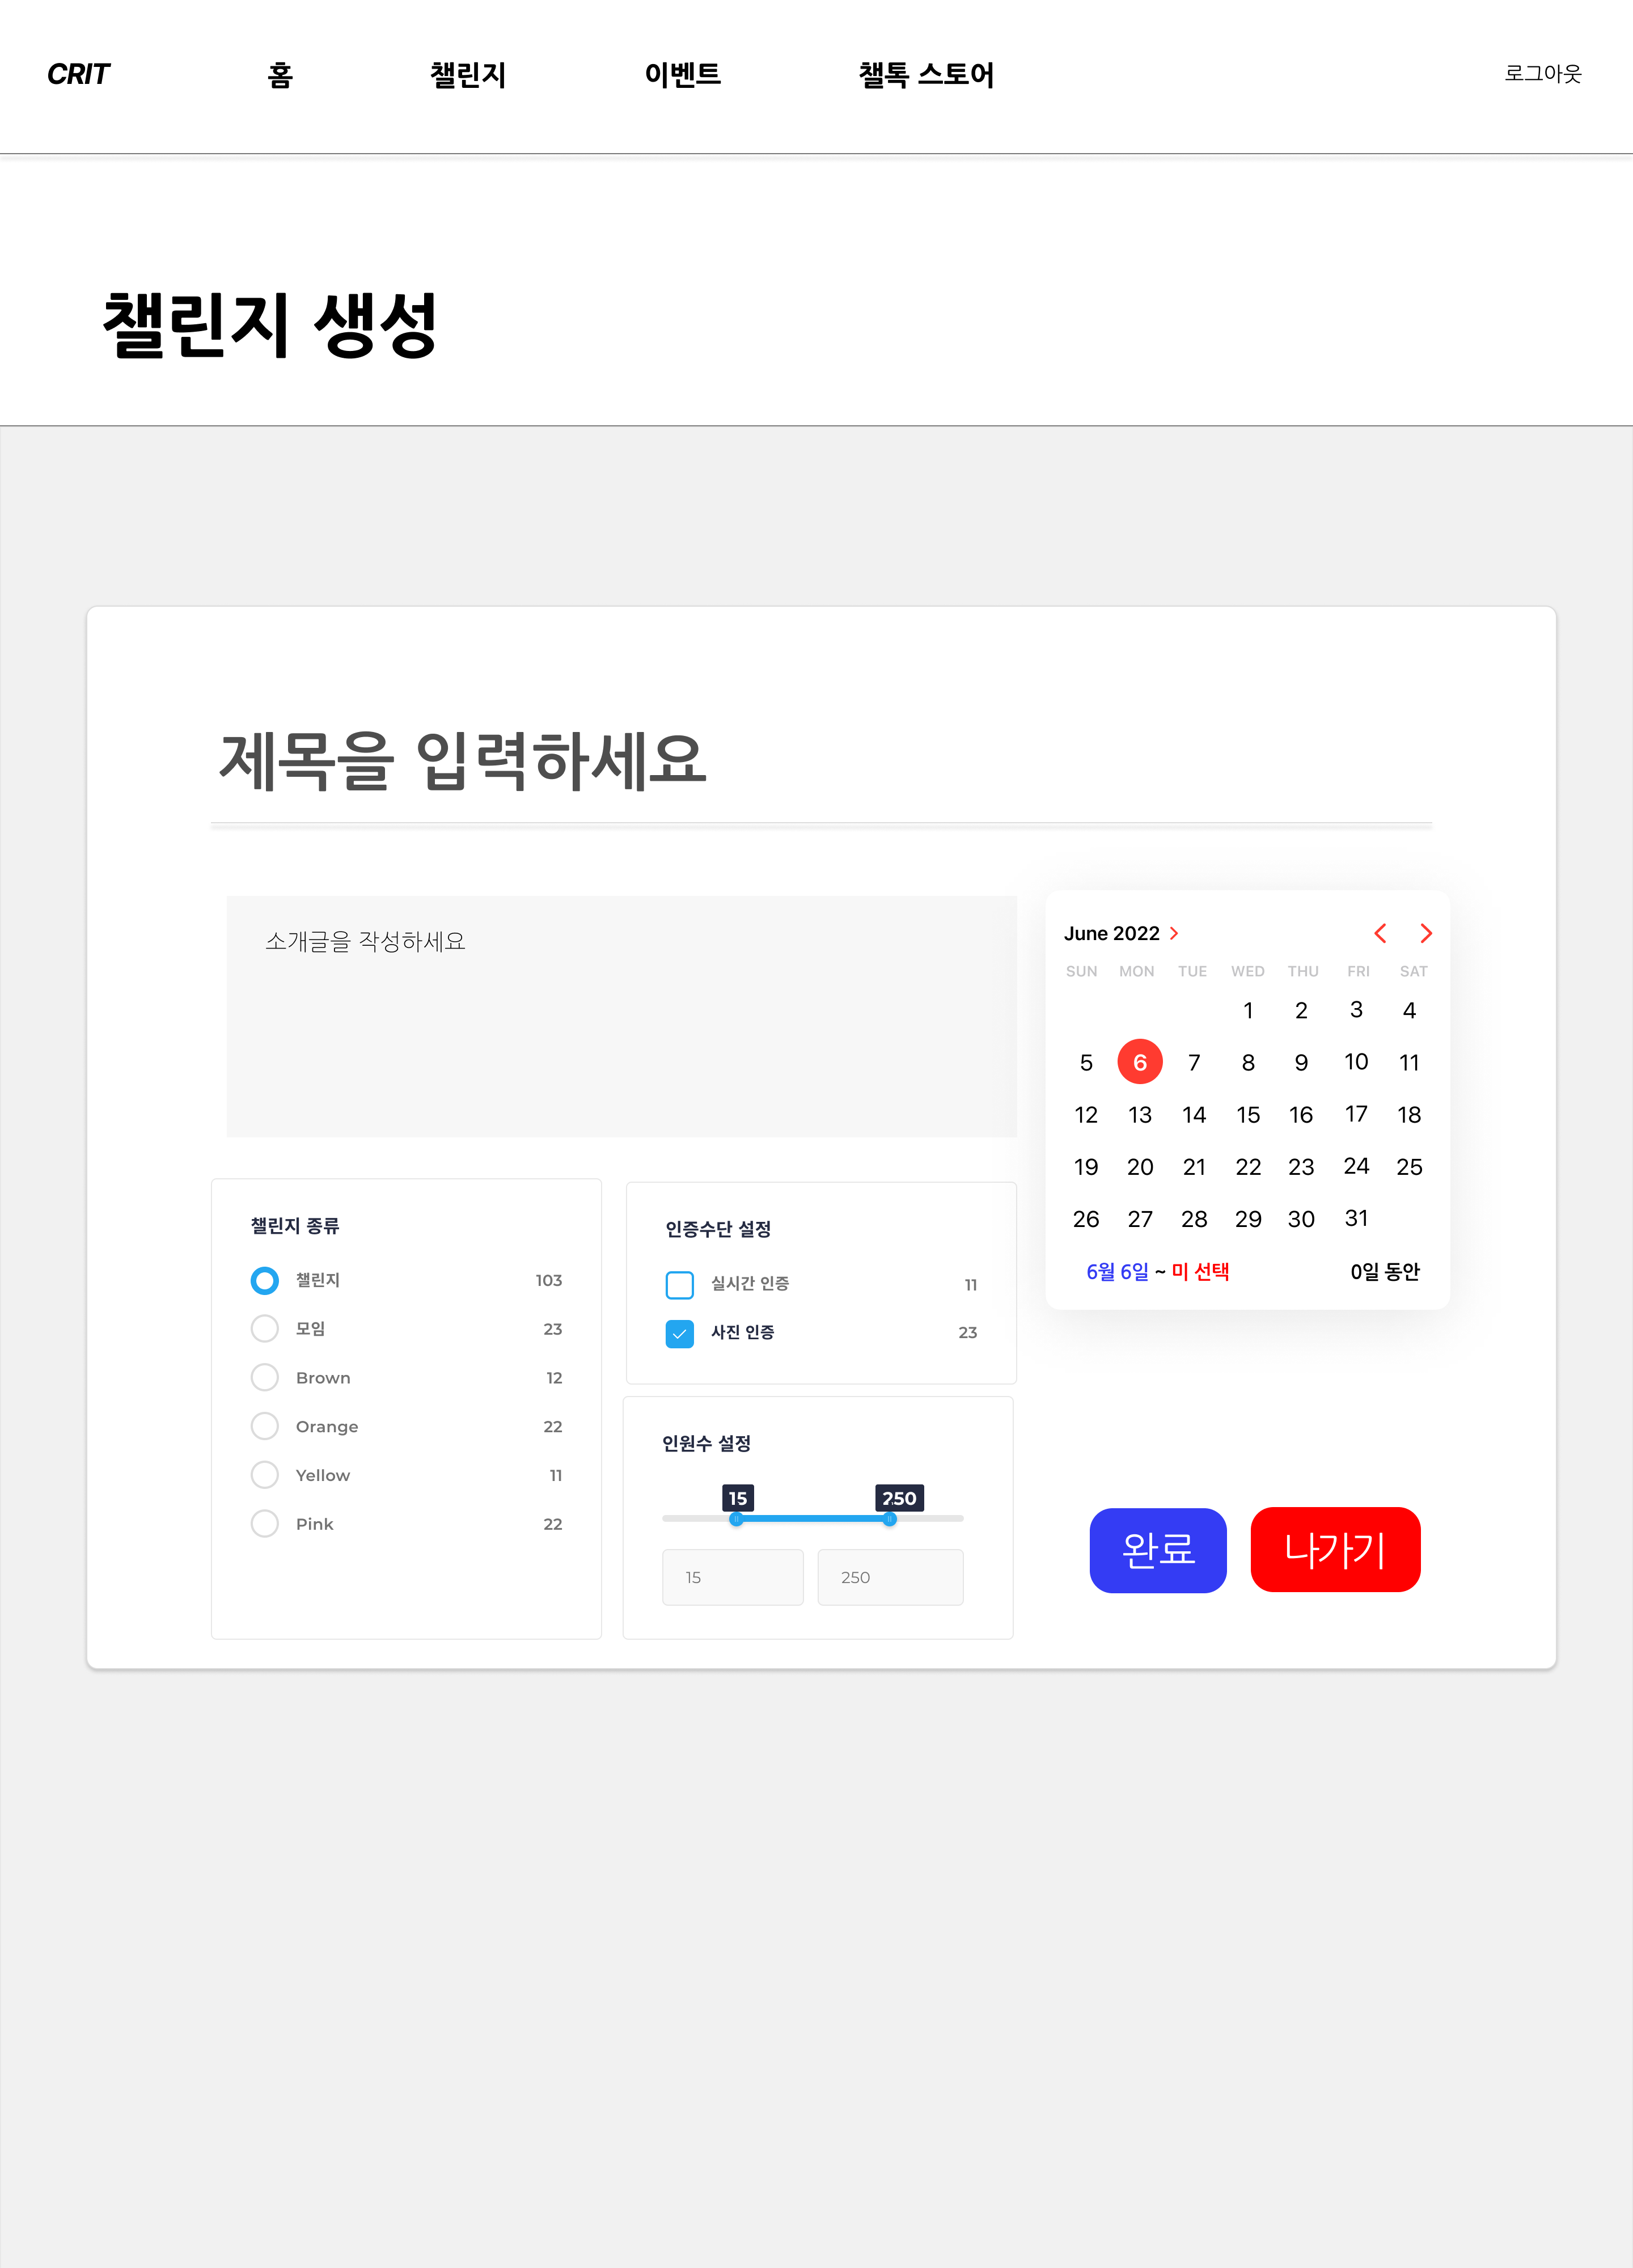 CRIT 홈 챌린지 이벤트 챌톡 스토어 로그아웃
챌린지 생성
제목을 입력하세요
소개글을 작성하세요
June 2022
SUN MON TUE WED THU FRI SAT
1 2 3 4
5 6 7 8 9 10 11
12 13 14 15 16 17 18
19 20 21 22 23 24 25
26 27 28 29 30 31
6월 6일 ~ 미 선택 0일 동안
챌린지 종류
챌린지 103
모임 23
Brown 12
Orange 22
Yellow 11
Pink 22
인증수단 설정
실시간 인증 11
사진 인증 23
인원수 설정
15 250
15 250
완료 나가기